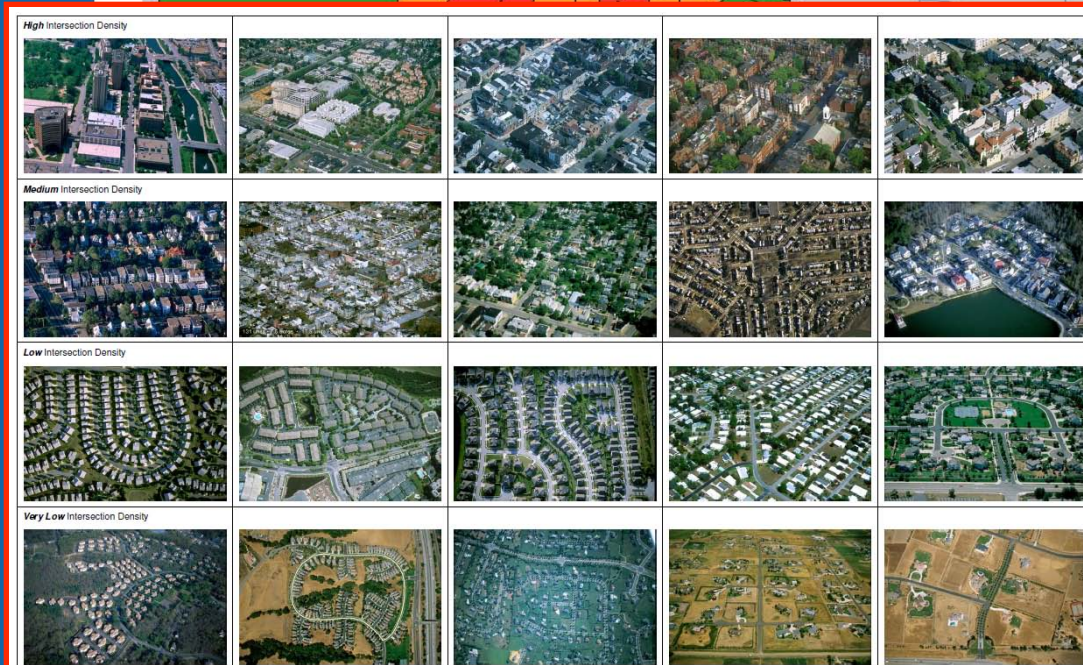 High Intersection Density
Medium Intersection Density
Low Intersection Density
Very Low Intersection Density